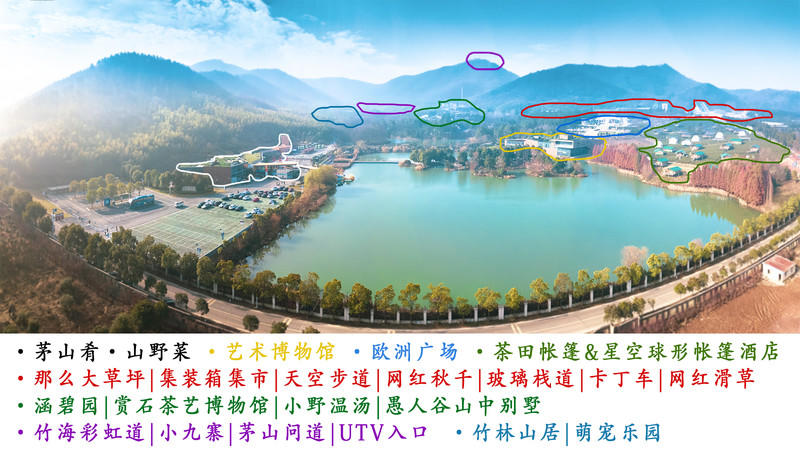 ·茅山肴·山野菜 ·艺术博物馆 ·欧洲广场 ·茶田帐篷&星空球形帐篷酒店
·那么大草坪|集装箱集市|天空步道|网红秋千|玻璃栈道|卡丁车|网红滑草
·涵碧园|赏石茶艺博物馆|小野温汤|愚人谷山中别墅
·竹海彩虹道|小九寨|茅山问道|UTV入口 ·竹林山居|萌宠乐园